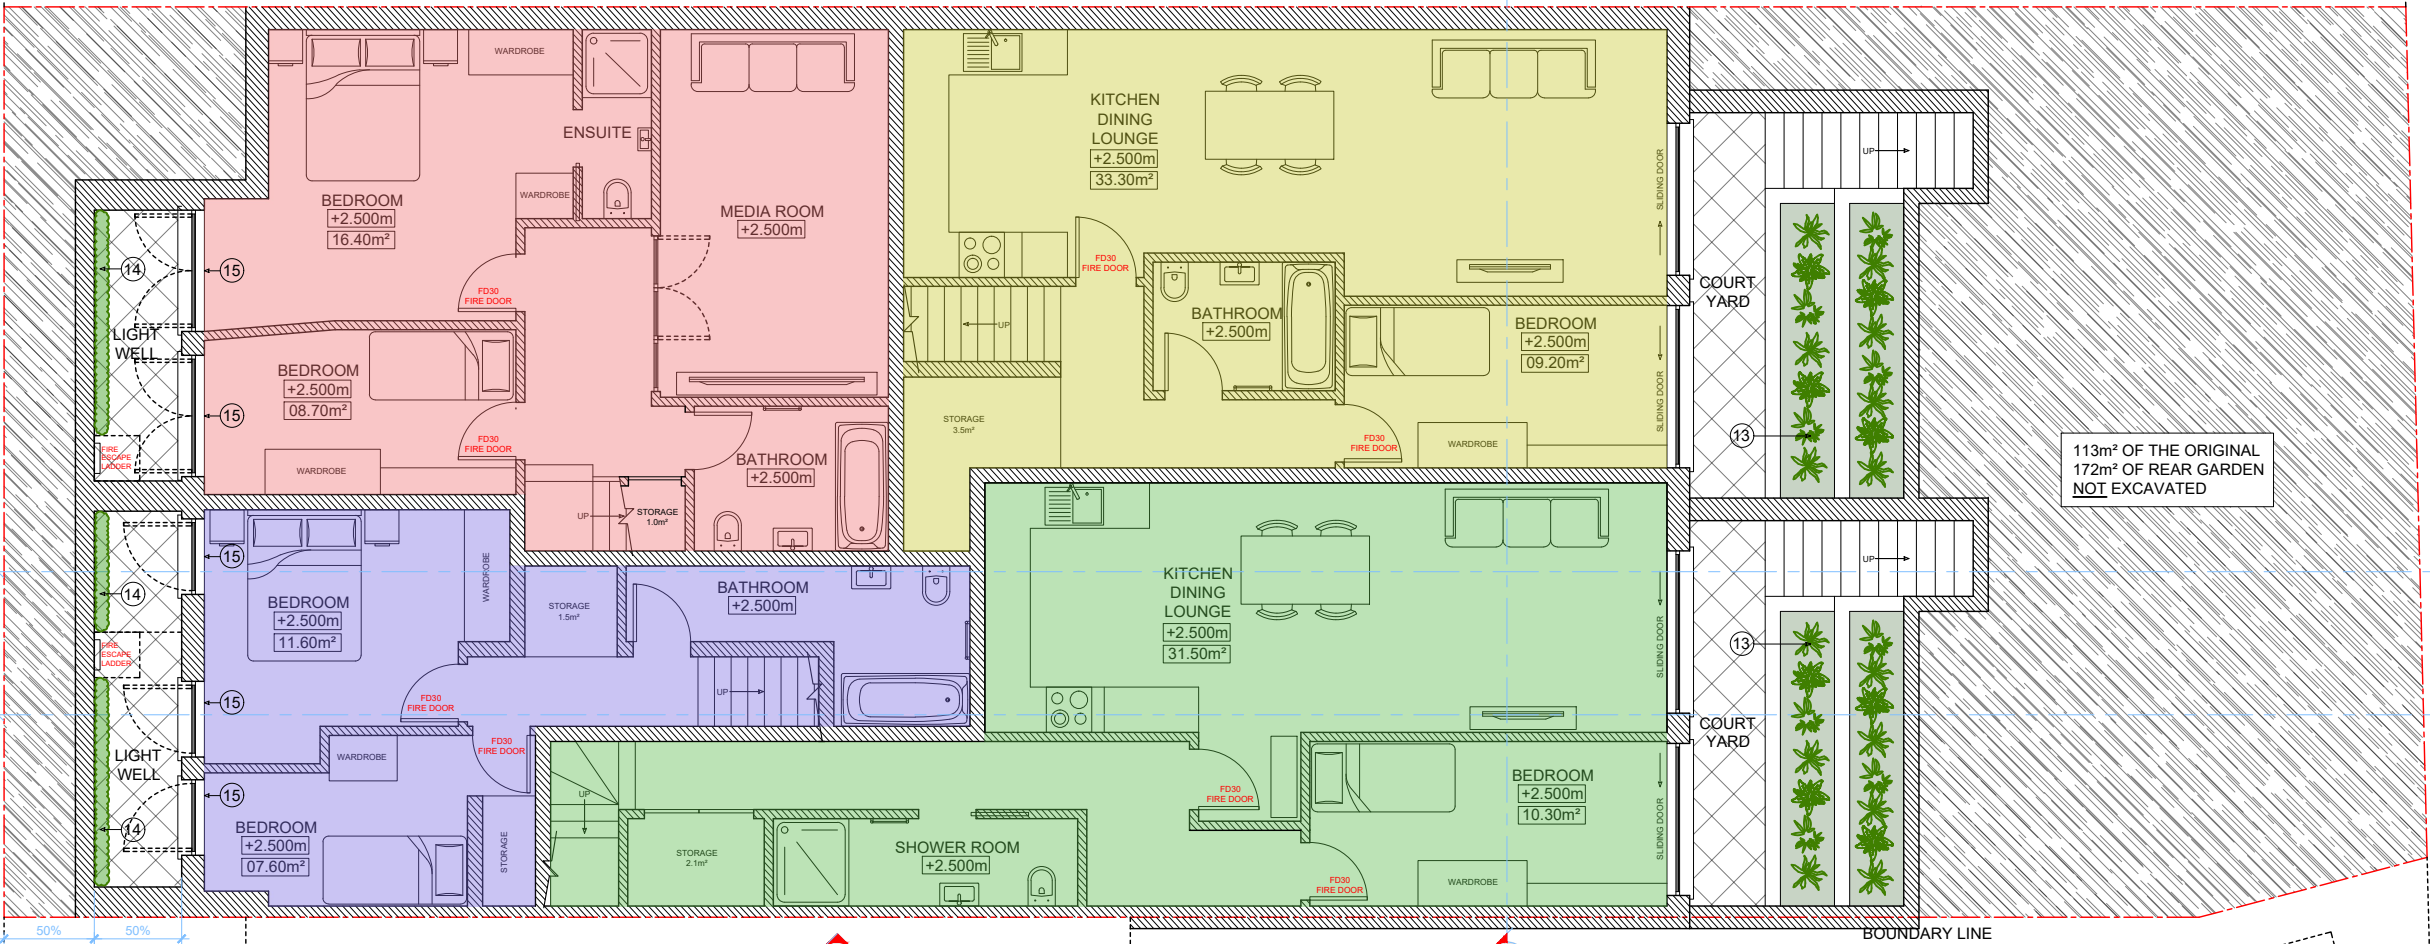 WARDROBE
ENSUITE
WARDROBE
BEDROOM
+2.500m
16.40m²
MEDIA ROOM
+2.500m
KITCHEN
DINING
LOUNGE
+2.500m
33.30m²
SLIDING DOOR
UP
14
15
FD30
FIRE DOOR
FD30
FIRE DOOR
COURT
YARD
LIGHT
WELL
UP
BATHROOM
+2.500m
BEDROOM
+2.500m
09.20m²
SLIDING DOOR
BEDROOM
+2.500m
08.70m²
15
FD30
FIRE DOOR
STORAGE
3.5m²
FD30
FIRE DOOR
WARDROBE
13
FIRE
ESCAPE
LADDER
WARDROBE
BATHROOM
+2.500m
113m² OF THE ORIGINAL
172m² OF REAR GARDEN
NOT EXCAVATED
UP
STORAGE
1.0m²
15
14
WARDROBE
BEDROOM
+2.500m
11.60m²
STORAGE
1.5m²
BATHROOM
+2.500m
KITCHEN
DINING
LOUNGE
+2.500m
31.50m²
SLIDING DOOR
UP
FIRE
ESCAPE
LADDER
13
15
FD30
FIRE DOOR
UP
COURT
YARD
LIGHT
WELL
WARDROBE
FD30
FIRE DOOR
15
14
UP
FD30
FIRE DOOR
BEDROOM
+2.500m
10.30m²
SLIDING DOOR
BEDROOM
+2.500m
07.60m²
STORAGE
STORAGE
2.1m²
SHOWER ROOM
+2.500m
FD30
FIRE DOOR
WARDROBE
50%
50%
BOUNDARY LINE